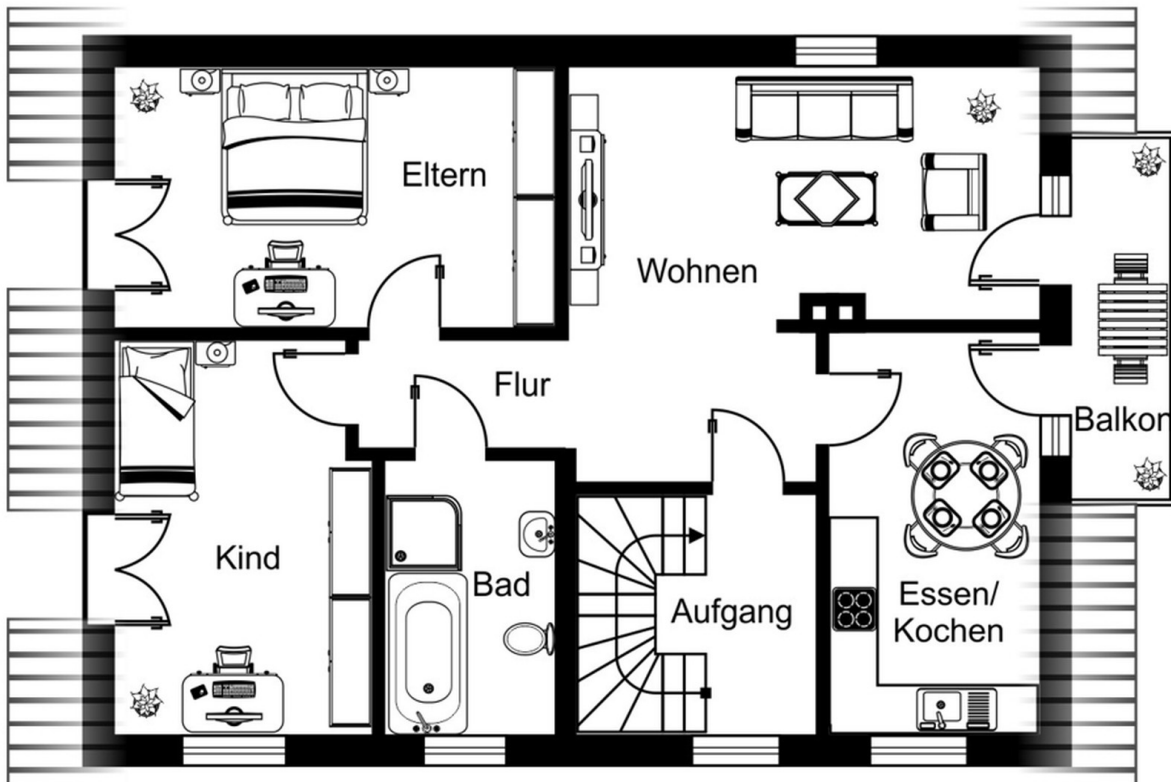 Eltern
Wohnen
Flur
Balkon
Kind
Bad
Aufgang
Essen/
Kochen